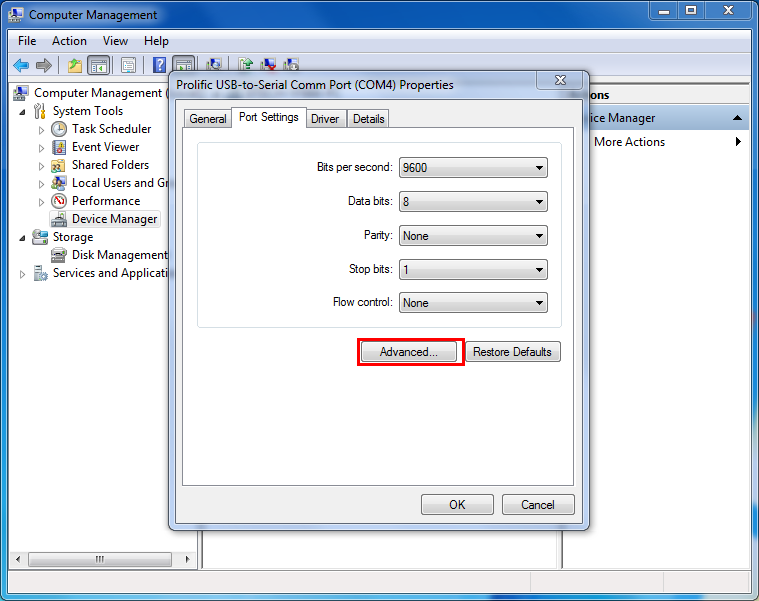 Computer Management
File Action View Help
Computer Management (
System Tools
Task Scheduler
Event Viewer
Shared Folders
Local Users and Gr
Performance
Device Manager
Storage
Disk Management
Services and Applicati
Prolific USB-to-Serial Comm Port (COM4) Properties
General Port Settings Driver Details
Bits per second: 9600
Data bits: 8
Parity: None
Stop bits: 1
Flow control: None
Advanced... Restore Defaults
OK Cancel
ons
ice Manager
More Actions